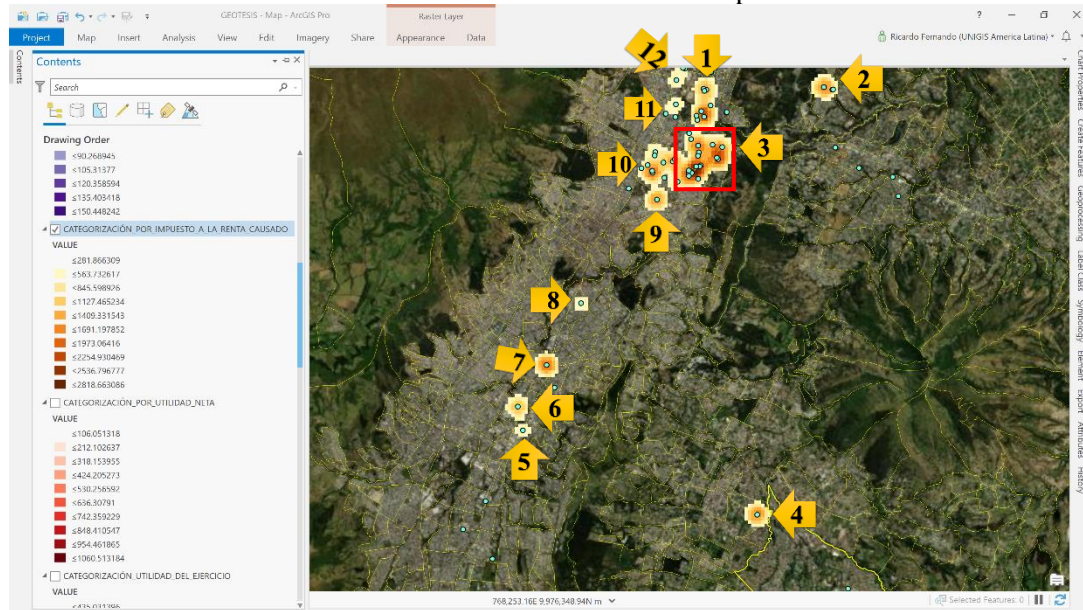 GEOTESIS - Map - ArcGIS Pro
Raster Layer
?
Project Map Insert Analysis View Edit Imagery Share Appearance Data
Ricardo Fernando (UNIGIS America Latina)
Contents
Contents
Search
Drawing Order
≤90.268945
≤105.31377
≤120.358594
≤135.403418
≤150.448242
CATEGORIZACIÓN_POR_IMPUESTO_A_LA_RENTA_CAUSADO
VALUE
≤281.866309
≤563.732617
≤845.598926
≤1127.465234
≤1409.331543
≤1691.197852
≤1973.06416
≤2254.930469
≤2536.796777
≤2818.663086
CATEGORIZACIÓN_POR_UTILIDAD_NETA
VALUE
≤106.051318
≤212.102637
≤318.153955
≤424.205273
≤530.256592
≤636.30791
≤742.359229
≤848.410547
≤954.461865
≤1060.513184
CATEGORIZACIÓN_UTILIDAD_DEL_EJERCICIO
VALUE
≤435.031396
12
1
2
11
3
10
9
8
7
6
5
4
768,253.16E 9,976,348.94N m
Selected Features: 0
Chart Properties
Create Features
Geoprocessing
Label Class
Symbology
Element
Export
Attributes
History